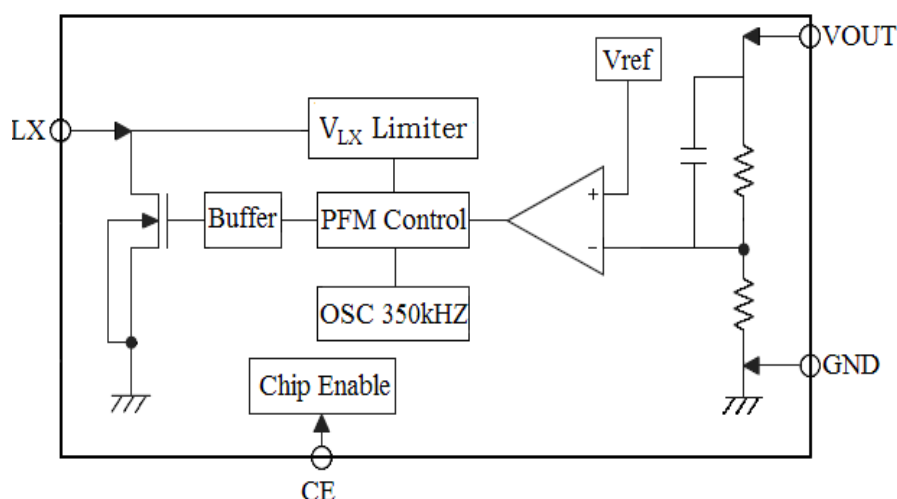 VOUT
Vref
LX
VLX Limiter
+
Buffer
PFM Control
−
OSC 350kHZ
GND
Chip Enable
CE